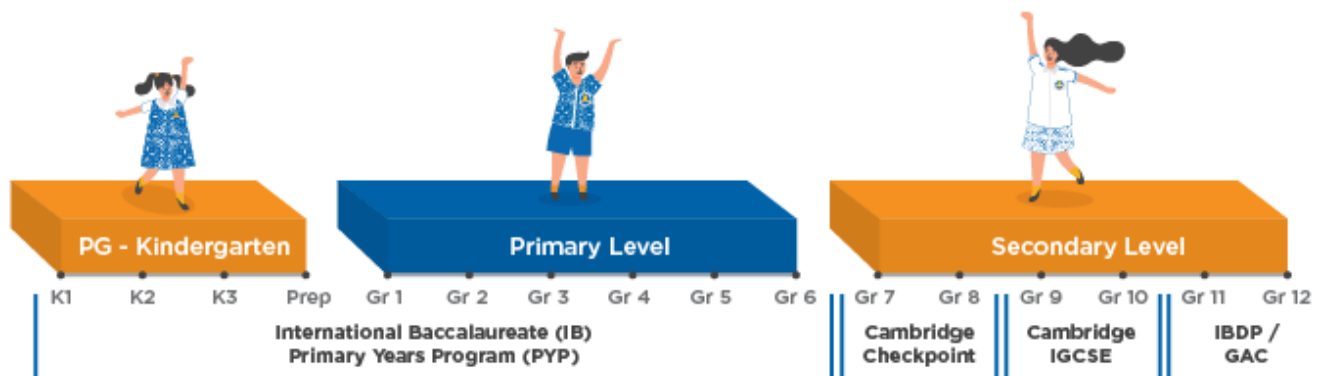 PG - Kindergarten
Primary Level
Secondary Level
K1 K2 K3 Prep Gr 1 Gr 2 Gr 3 Gr 4 Gr 5 Gr 6 Gr 7 Gr 8 Gr 9 Gr 10 Gr 11 Gr 12
International Baccalaureate (IB)
Primary Years Program (PYP)
Cambridge
Checkpoint
Cambridge
IGCSE
IBDP /
GAC